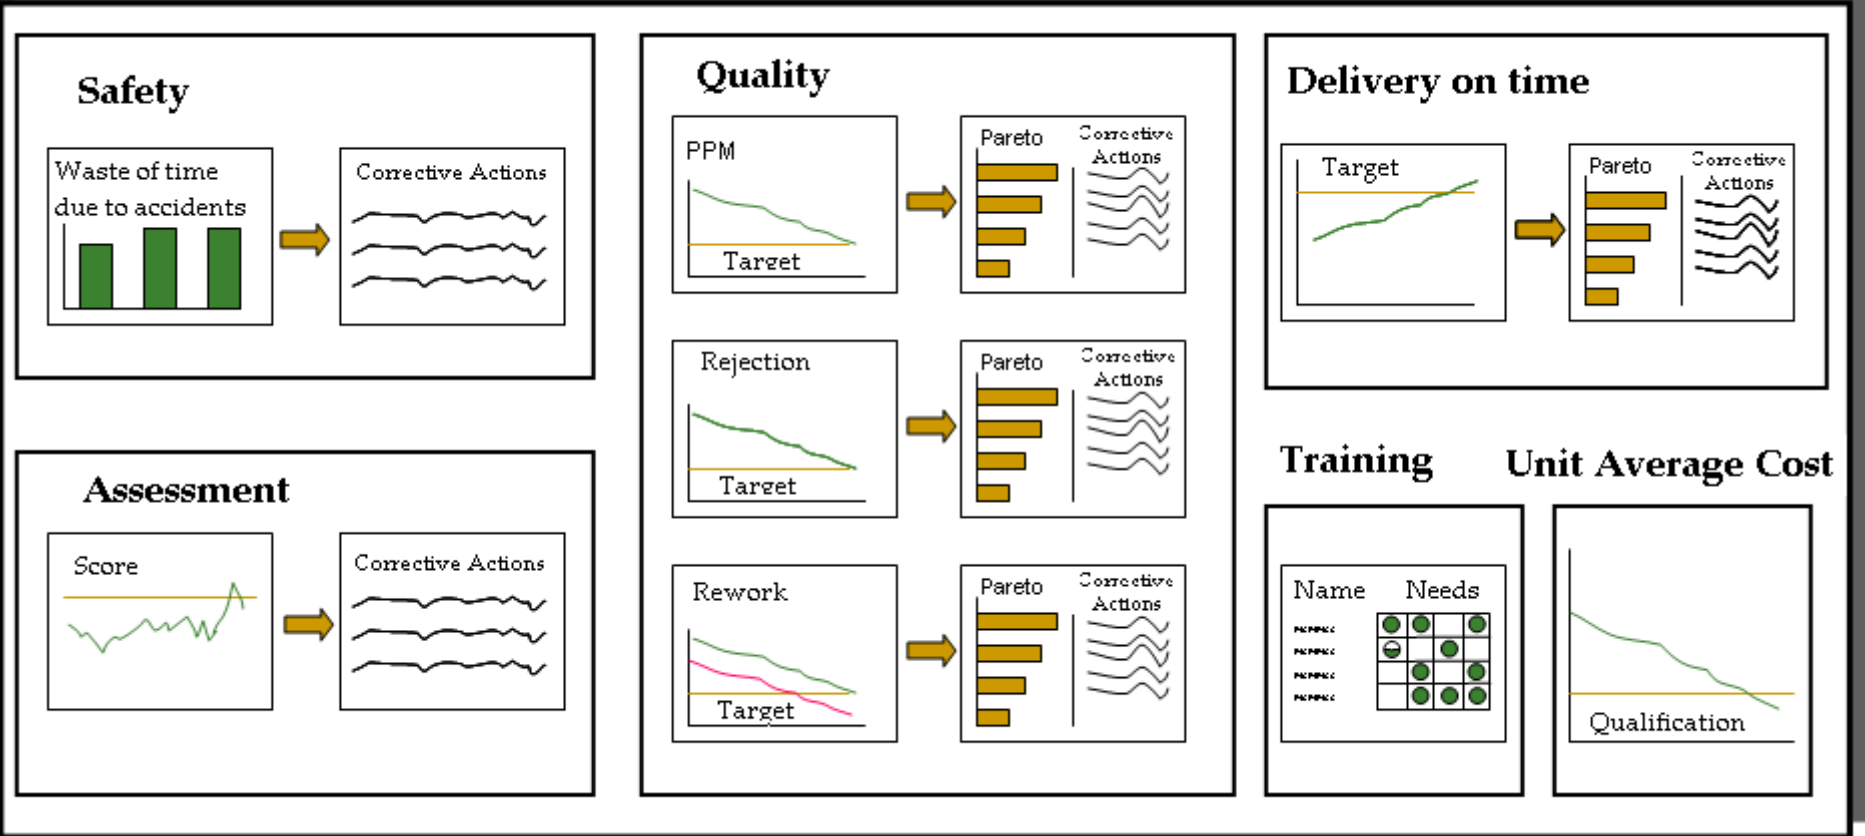 Safety
Waste of time
due to accidents
Corrective Actions
Assessment
Score
Corrective Actions
Quality
PPM
Target
Pareto
Corrective
Actions
Rejection
Target
Pareto
Corrective
Actions
Rework
Target
Pareto
Corrective
Actions
Delivery on time
Target
Pareto
Corrective
Actions
Training
Name Needs
Unit Average Cost
Qualification